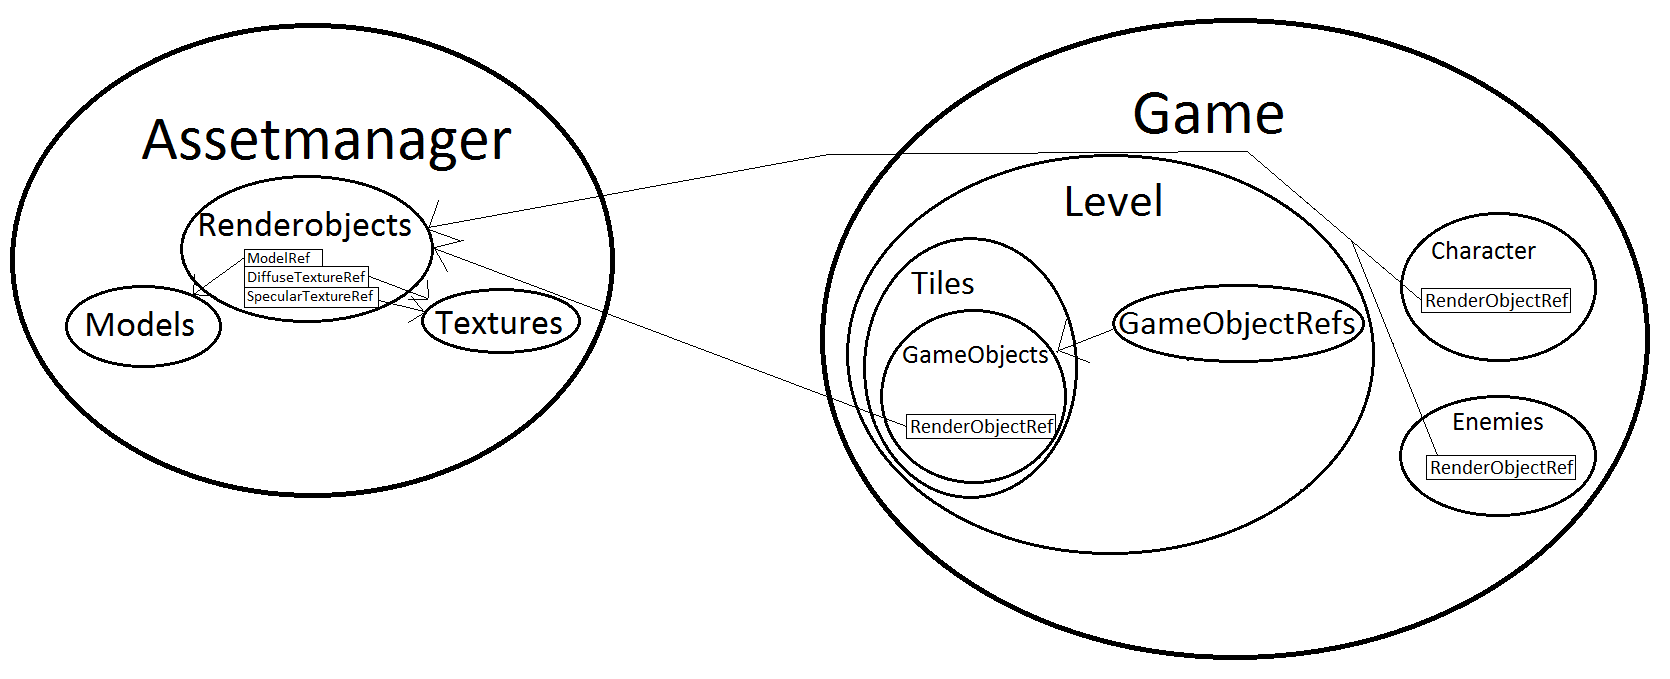 Assetmanager
Renderobjects
ModelRef
DiffuseTextureRef
SpecularTextureRef
Models
Textures
Game
Level
Tiles
GameObjects
RenderObjectRef
GameObjectRefs
Character
RenderObjectRef
Enemies
RenderObjectRef